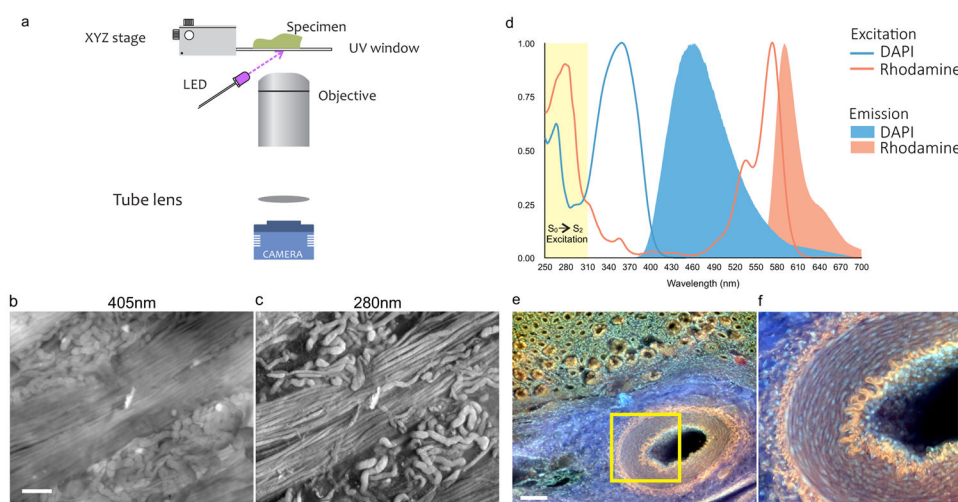 a
XYZ stage
Specimen
UV window
LED
Objective
Tube lens
CAMERA
d
Excitation
DAPI
Rhodamine
Emission
DAPI
Rhodamine
1.00
0.75
0.50
0.25
0.00
S₀→ S₂
Excitation
250 280 310 340 370 400 430 460 490 520 550 580 610 640 670 700
Wavelength (nm)
b
405nm
c
280nm
e
f